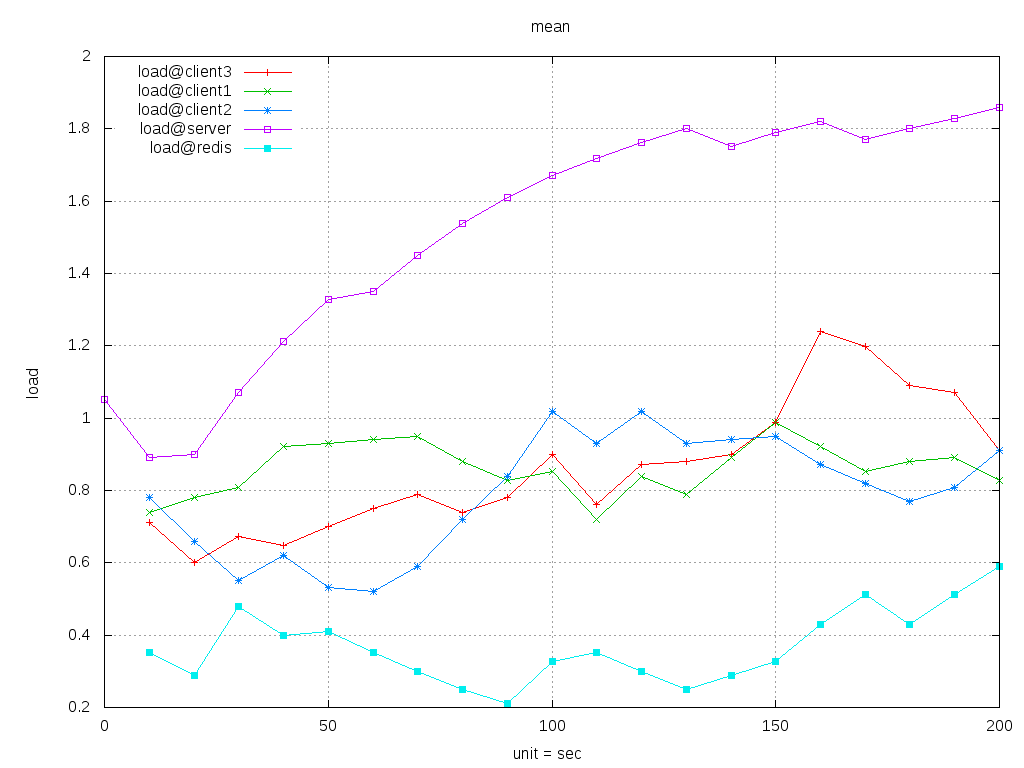 mean
2
load@client3
load@client1
load@client2
load@server
load@redis
1.8
1.6
1.4
1.2
load
1
0.8
0.6
0.4
0.2
0 50 100 150 200
unit = sec